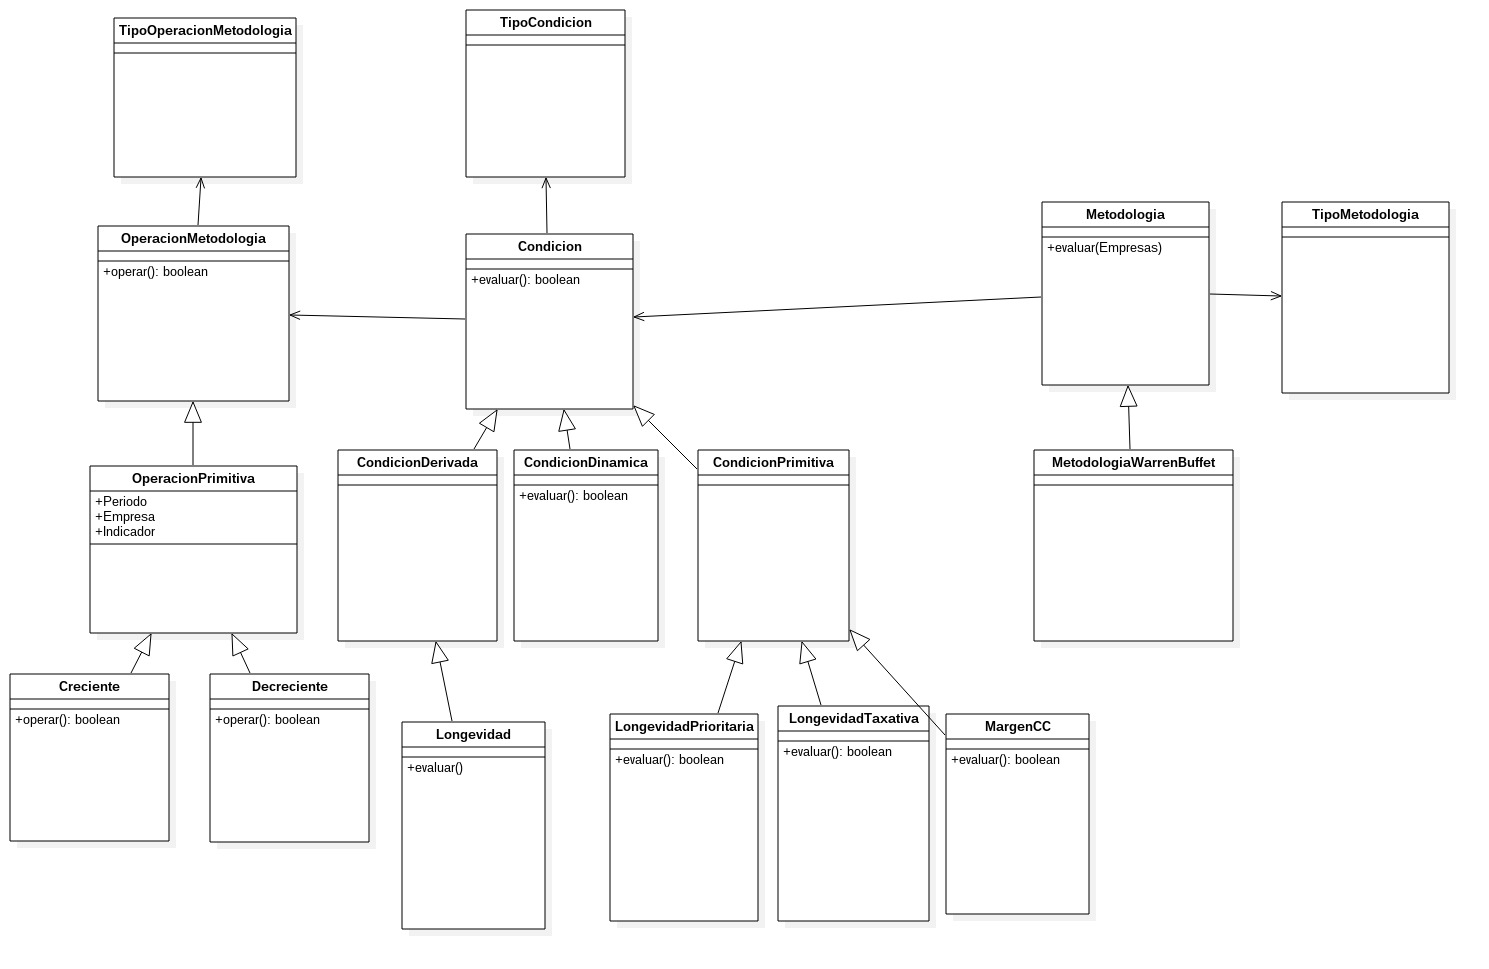 TipoOperacionMetodologia
TipoCondicion
OperacionMetodologia
+operar(): boolean
Condicion
+evaluar(): boolean
Metodologia
+evaluar(Empresas)
TipoMetodologia
OperacionPrimitiva
+Periodo
+Empresa
+Indicador
CondicionDerivada
CondicionDinamica
+evaluar(): boolean
CondicionPrimitiva
MetodologiaWarrenBuffet
Creciente
+operar(): boolean
Decreciente
+operar(): boolean
Longevidad
+evaluar()
LongevidadPrioritaria
+evaluar(): boolean
LongevidadTaxativa
+evaluar(): boolean
MargenCC
+evaluar(): boolean